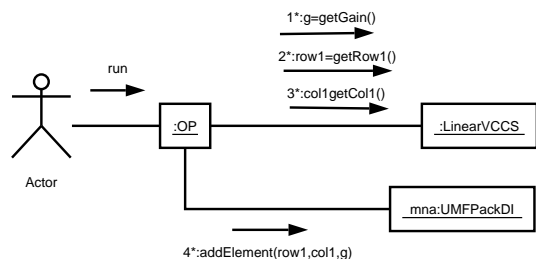 1*:g=getGain()
2*:row1=getRow1()
3*:col1getCol1()
run
:OP
:LinearVCCS
Actor
mna:UMFPackDI
4*:addElement(row1,col1,g)